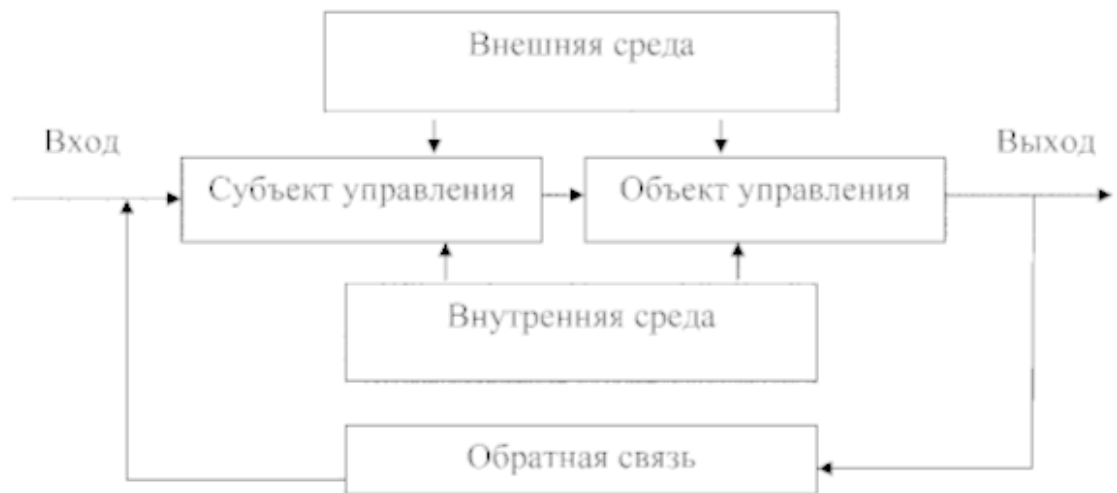 Внешняя среда
Вход
Выход
Субъект управления
Объект управления
Внутренняя среда
Обратная связь